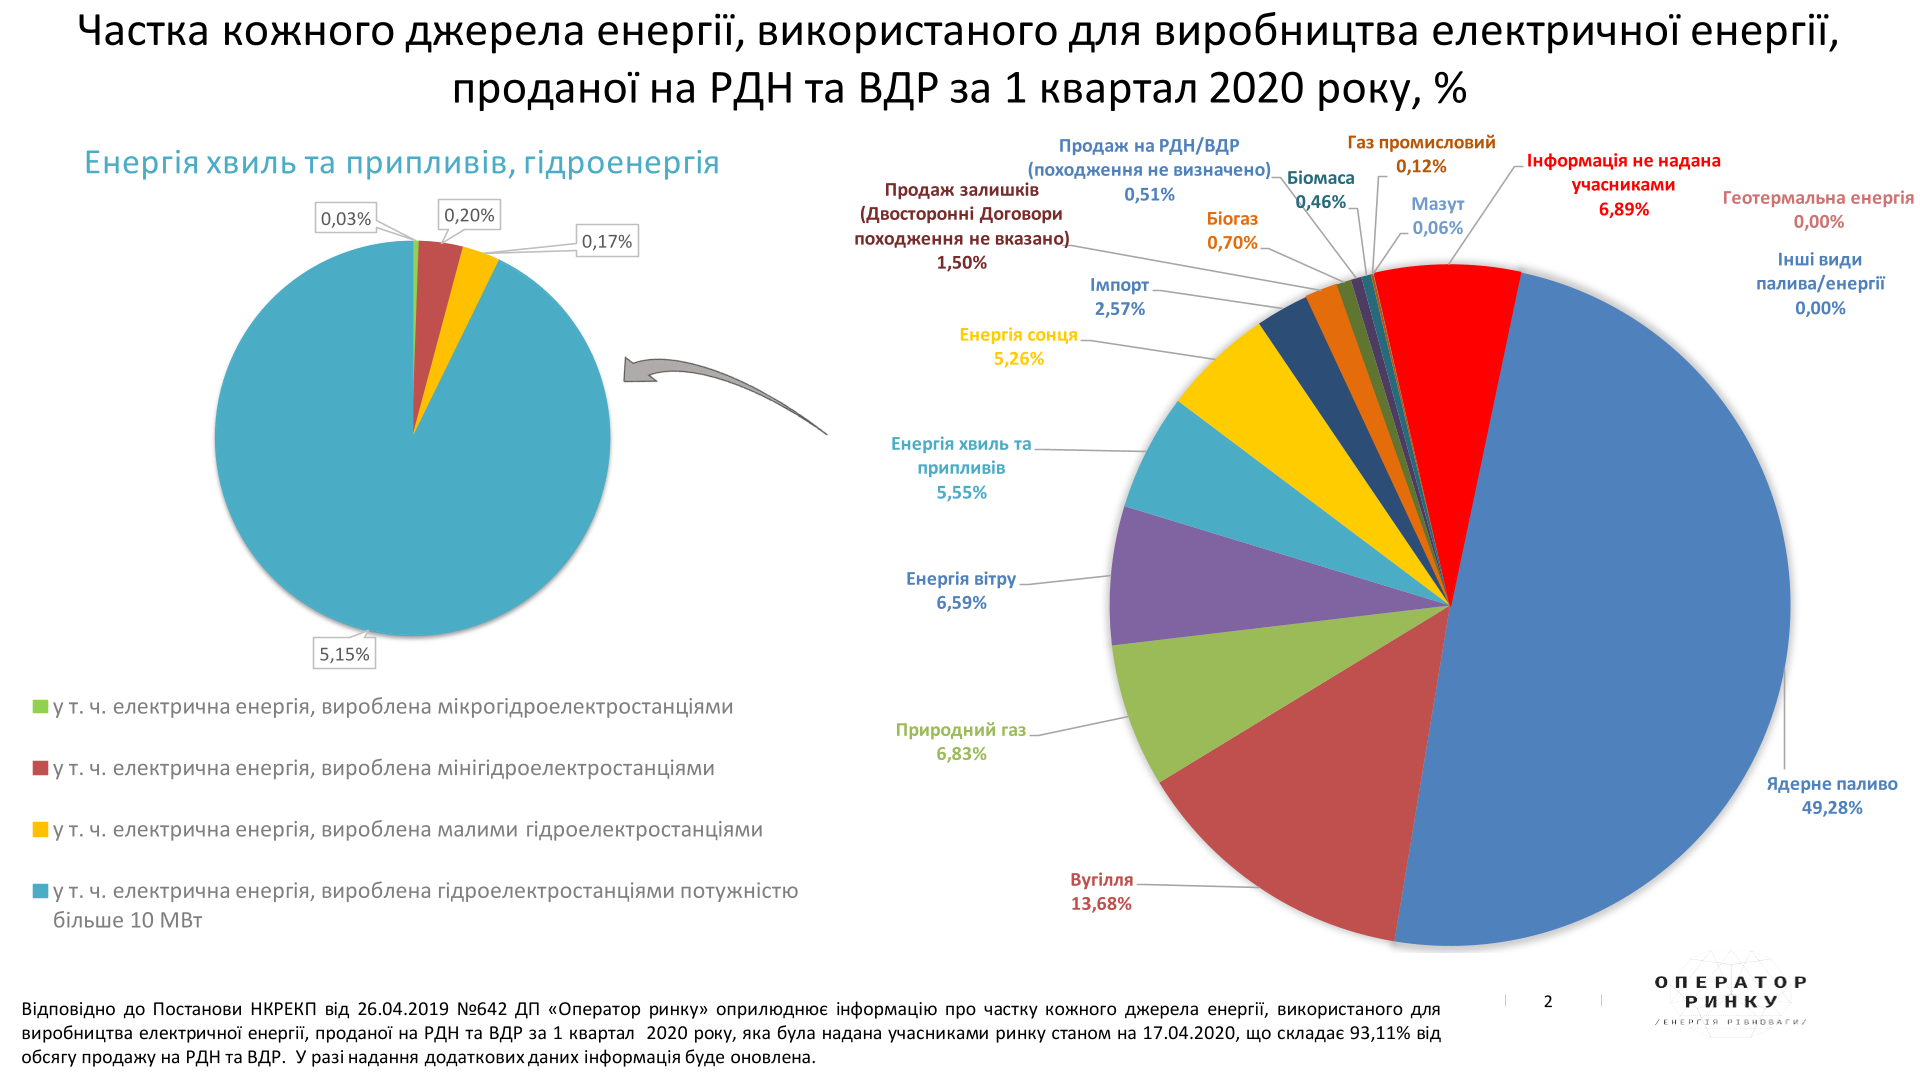 Частка кожного джерела енергії, використаного для виробництва електричної енергії,
проданої на РДН та ВДР за 1 квартал 2020 року, %
Енергія хвиль та припливів, гідроенергія
0,03%
0,20%
0,17%
5,15%
у т. ч. електрична енергія, вироблена мікрогідроелектростанціями
у т. ч. електрична енергія, вироблена мінігідроелектростанціями
у т. ч. електрична енергія, вироблена малими гідроелектростанціями
у т. ч. електрична енергія, вироблена гідроелектростанціями потужністю
більше 10 МВт
Продаж на РДН/ВДР
(походження не визначено)
0,51%
Газ промисловий
0,12%
Інформація не надана
учасниками
6,89%
Біомаса
0,46%
Мазут
0,06%
Геотермальна енергія
0,00%
Інші види
палива/енергії
0,00%
Продаж залишків
(Двосторонні Договори
походження не вказано)
1,50%
Біогаз
0,70%
Імпорт
2,57%
Енергія сонця
5,26%
Енергія хвиль та
припливів
5,55%
Енергія вітру
6,59%
Природний газ
6,83%
Вугілля
13,68%
Ядерне паливо
49,28%
Відповідно до Постанови НКРЕКП від 26.04.2019 №642 ДП «Оператор ринку» оприлюднює інформацію про частку кожного джерела енергії, використаного для
виробництва електричної енергії, проданої на РДН та ВДР за 1 квартал 2020 року, яка була надана учасниками ринку станом на 17.04.2020, що складає 93,11% від
обсягу продажу на РДН та ВДР. У разі надання додаткових даних інформація буде оновлена.
2
ОПЕРАТОР
РИНКУ
/ЕНЕРГІЯ РІВНОВАГИ/